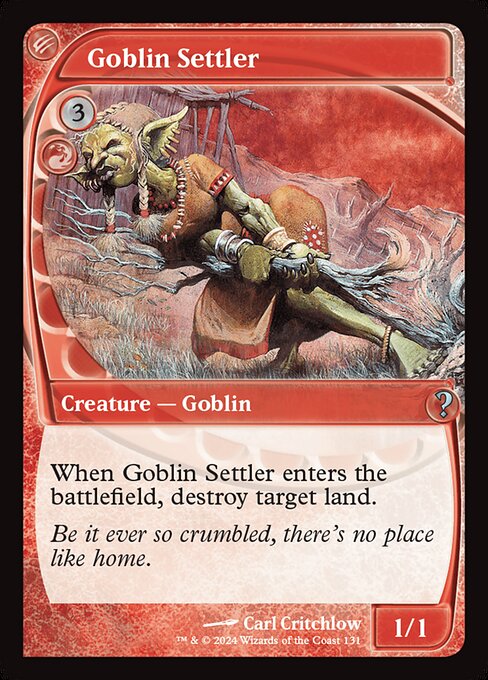 Goblin Settler
3
Creature — Goblin
?
When Goblin Settler enters the
battlefield, destroy target land.
Be it ever so crumbled, there's no place
like home.
Carl Critchlow
™ & © 2024 Wizards of the Coast 131
1/1